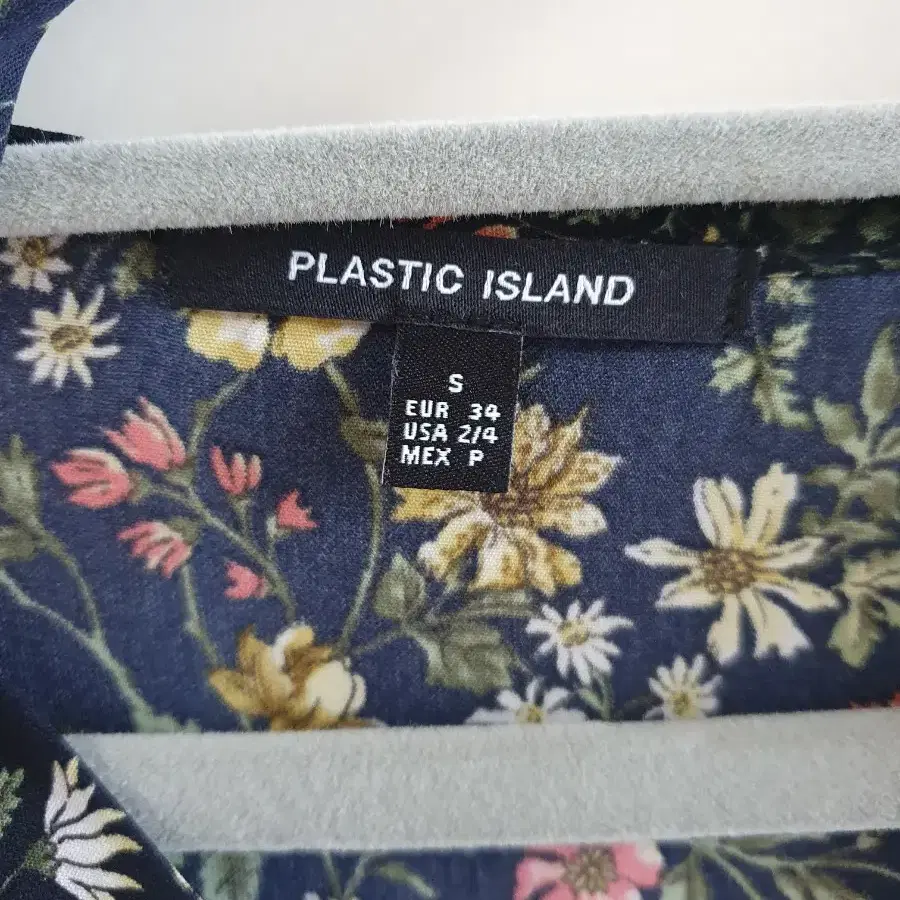 PLASTIC ISLAND
S
EUR 34
USA 2/4
MEX P